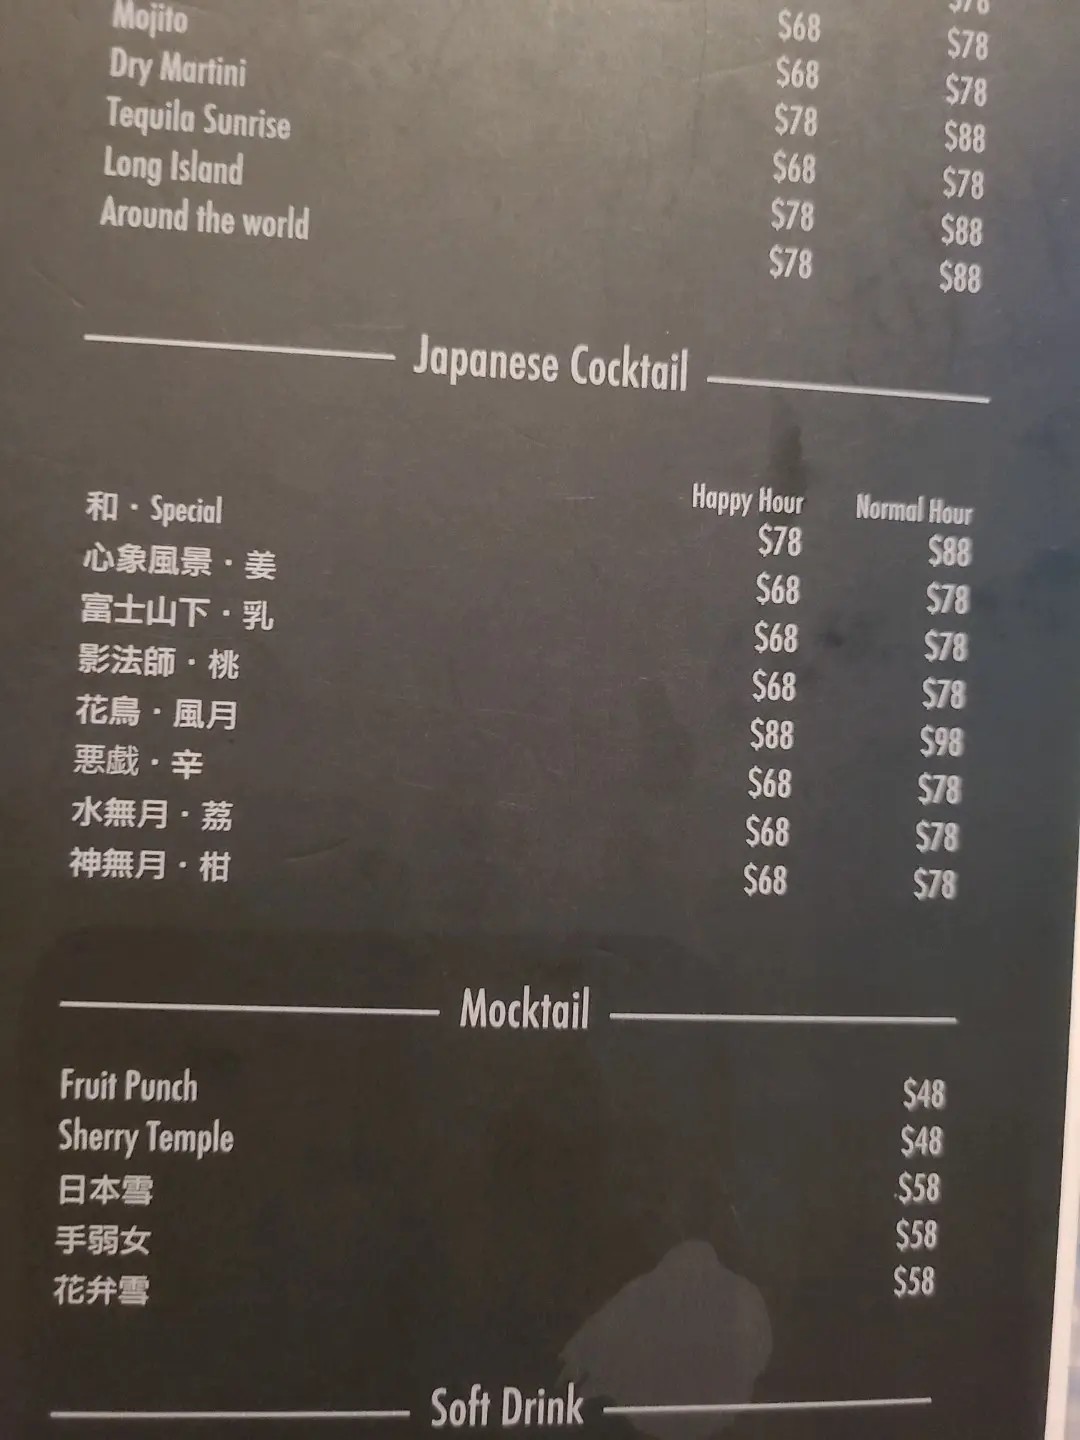 $78
$68 $78
Mojito $68 $78
Dry Martini $78 $88
Tequila Sunrise $68 $78
Long Island $78 $88
Around the world $78 $88
Japanese Cocktail
Happy Hour Normal Hour
和・Special $78 $88
心象風景・姜 $68 $78
富士山下・乳 $68 $78
影法師・桃 $68 $78
花鳥・風月 $88 $98
悪戯・辛 $68 $78
水無月・荔 $68 $78
神無月・柑 $68 $78
Mocktail
Fruit Punch $48
Sherry Temple $48
日本雪 $58
手弱女 $58
花弁雪 $58
Soft Drink